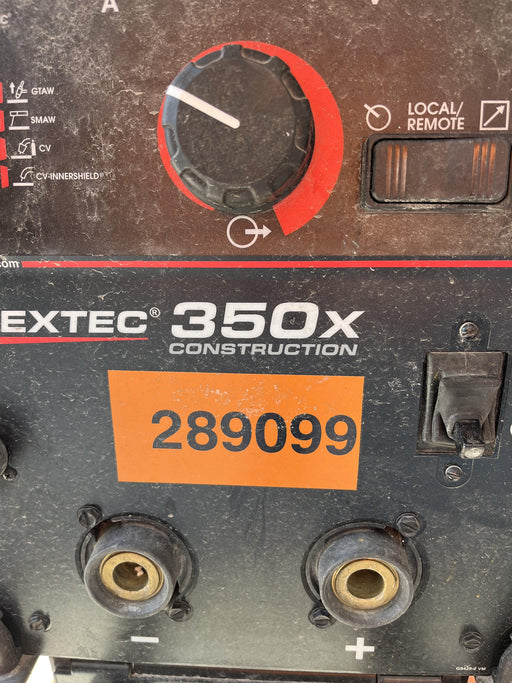 A V
GTAW
SMAW
CV
CV-INNERSHIELD®
LOCAL/
REMOTE
.com
EXTEC® 350X
CONSTRUCTION
289099
- +